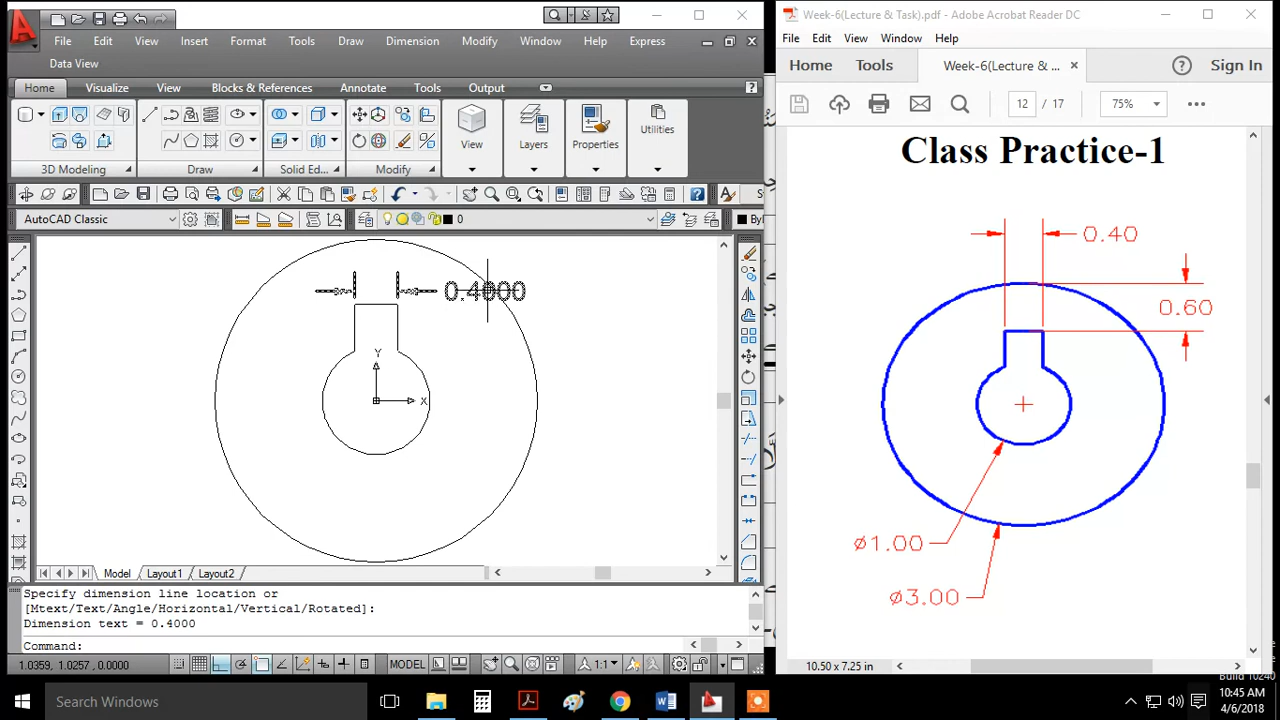 File Edit View Insert Format Tools Draw Dimension Modify Window Help Express
Data View
Home Visualize View Blocks & References Annotate Tools Output
View Layers Properties Utilities
3D Modeling Draw Solid Ed... Modify
AutoCAD Classic
0
0.4000
Y
X
Model Layout1 Layout2
Specify dimension line location or
[Mtext/Text/Angle/Horizontal/Vertical/Rotated]:
Dimension text = 0.4000
Command:
1.0359, 1.0257, 0.0000 MODEL 1:1
Week-6(Lecture & Task).pdf - Adobe Acrobat Reader DC
File Edit View Window Help
Home Tools Week-6(Lecture & ... × Sign In
12 / 17 75%
Class Practice-1
0.40
0.60
⌀1.00
⌀3.00
10.50 x 7.25 in
Build 10240
Search Windows
10:45 AM
4/6/2018